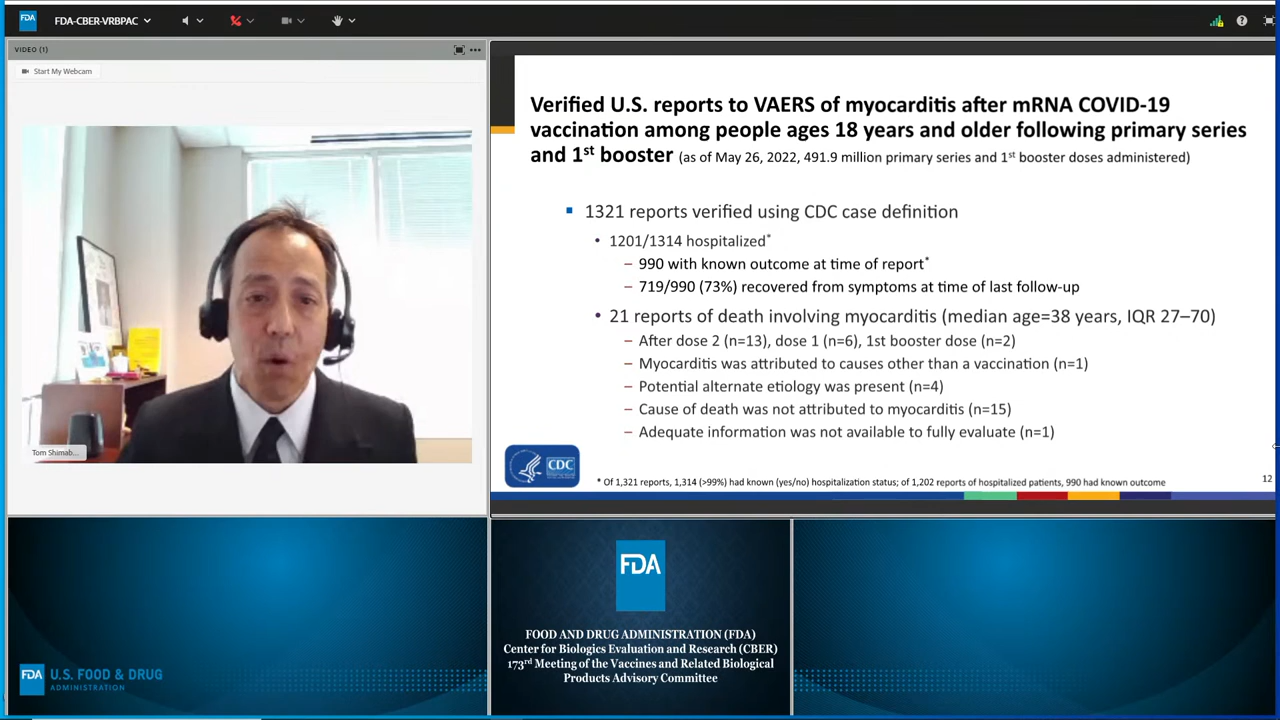 FDA
FDA-CBER-VRBPAC
VIDEO (1)
Start My Webcam
Tom Shimab...
Verified U.S. reports to VAERS of myocarditis after mRNA COVID-19
vaccination among people ages 18 years and older following primary series
and 1st booster (as of May 26, 2022, 491.9 million primary series and 1st booster doses administered)
▪ 1321 reports verified using CDC case definition
• 1201/1314 hospitalized*
– 990 with known outcome at time of report*
– 719/990 (73%) recovered from symptoms at time of last follow-up
• 21 reports of death involving myocarditis (median age=38 years, IQR 27–70)
– After dose 2 (n=13), dose 1 (n=6), 1st booster dose (n=2)
– Myocarditis was attributed to causes other than a vaccination (n=1)
– Potential alternate etiology was present (n=4)
– Cause of death was not attributed to myocarditis (n=15)
– Adequate information was not available to fully evaluate (n=1)
CDC
* Of 1,321 reports, 1,314 (>99%) had known (yes/no) hospitalization status; of 1,202 reports of hospitalized patients, 990 had known outcome
12
FDA
FOOD AND DRUG ADMINISTRATION (FDA)
Center for Biologics Evaluation and Research (CBER)
173rd Meeting of the Vaccines and Related Biological
Products Advisory Committee
FDA U.S. FOOD & DRUG
ADMINISTRATION